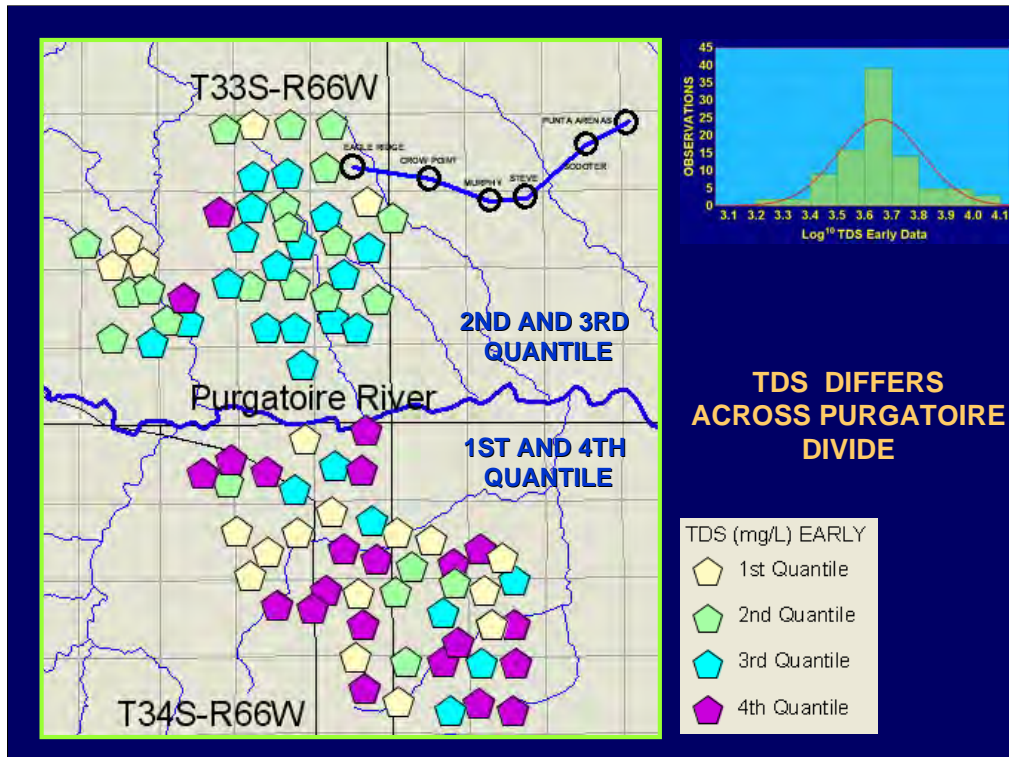 T33S-R66W
PUNTA ARENAS
EAGLE RIDGE
CROW POINT
SCOOTER
MURPHY
STEVE
2ND AND 3RD
QUANTILE
Purgatoire River
1ST AND 4TH
QUANTILE
T34S-R66W
45
40
35
30
25
20
15
10
5
0
OBSERVATIONS
3.1 3.2 3.3 3.4 3.5 3.6 3.7 3.8 3.9 4.0 4.1
Log10 TDS Early Data
TDS DIFFERS
ACROSS PURGATOIRE
DIVIDE
TDS (mg/L) EARLY
1st Quantile
2nd Quantile
3rd Quantile
4th Quantile